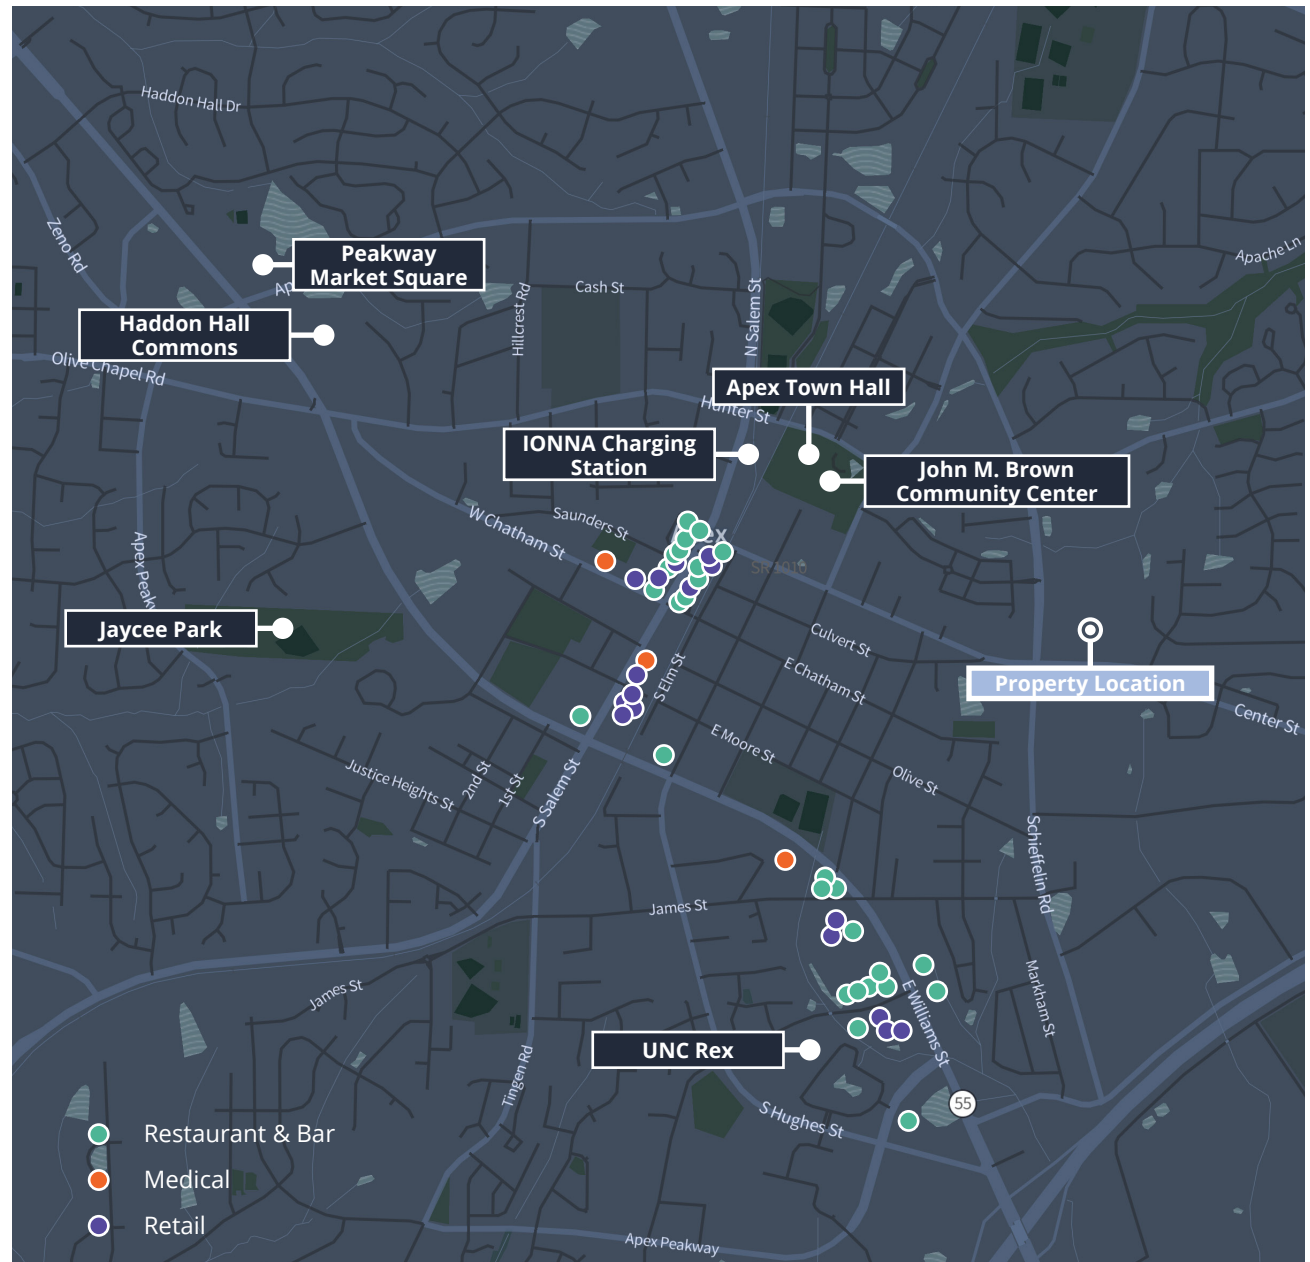 Haddon Hall Dr
Zeno Rd
Peakway
Market Square
Ap
Cash St
Hillcrest Rd
N Salem St
Apache Ln
Haddon Hall
Commons
Olive Chapel Rd
Apex Town Hall
Hunter St
IONNA Charging
Station
John M. Brown
Community Center
W Chatham St
Saunders St
SR 1010
Apex Peakw
Jaycee Park
Culvert St
E Chatham St
S Elm St
Property Location
Center St
E Moore St
Olive St
Justice Heights St
2nd St
1st St
S Salem St
Schieffelin Rd
James St
James St
Markham St
E Williams St
UNC Rex
Tingen Rd
55
S Hughes St
Restaurant & Bar
Medical
Retail
Apex Peakway